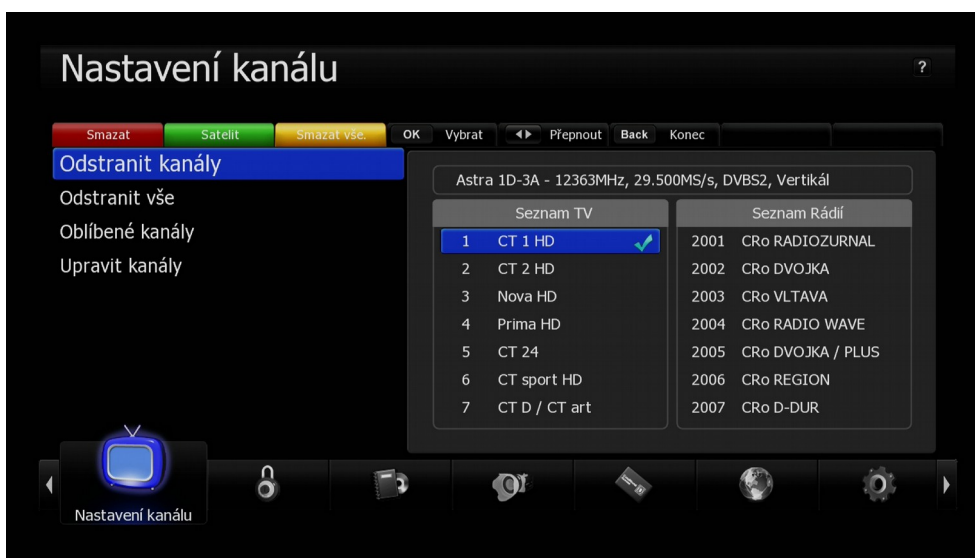 Nastavení kanálu
?
Smazat Satelit Smazat vše. OK Vybrat Přepnout Back Konec
Odstranit kanály
Odstranit vše
Oblíbené kanály
Upravit kanály
Astra 1D-3A - 12363MHz, 29.500MS/s, DVBS2, Vertikál
Seznam TV
1 CT 1 HD
2 CT 2 HD
3 Nova HD
4 Prima HD
5 CT 24
6 CT sport HD
7 CT D / CT art
Seznam Rádií
2001 CRo RADIOZURNAL
2002 CRo DVOJKA
2003 CRo VLTAVA
2004 CRo RADIO WAVE
2005 CRo DVOJKA / PLUS
2006 CRo REGION
2007 CRo D-DUR
Nastavení kanálu